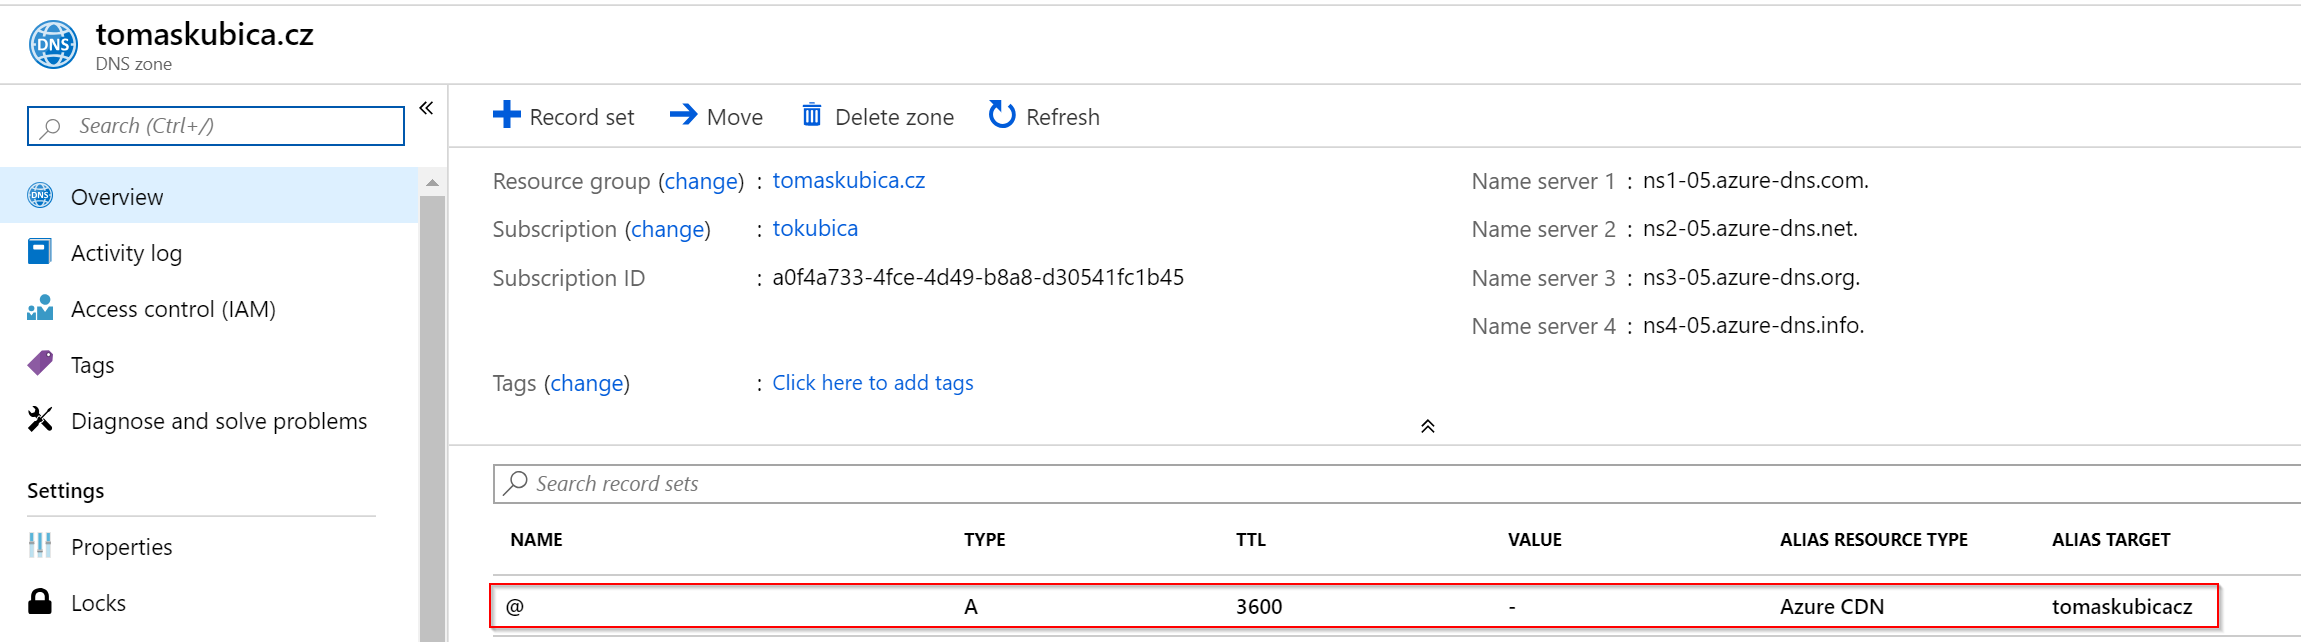 DNS
tomaskubica.cz
DNS zone
Search (Ctrl+/)
Overview
Activity log
Access control (IAM)
Tags
Diagnose and solve problems
Settings
Properties
Locks
Record set Move Delete zone Refresh
Resource group (change) : tomaskubica.cz
Subscription (change) : tokubica
Subscription ID : a0f4a733-4fce-4d49-b8a8-d30541fc1b45
Tags (change) : Click here to add tags
Name server 1 : ns1-05.azure-dns.com.
Name server 2 : ns2-05.azure-dns.net.
Name server 3 : ns3-05.azure-dns.org.
Name server 4 : ns4-05.azure-dns.info.
Search record sets
NAME TYPE TTL VALUE ALIAS RESOURCE TYPE ALIAS TARGET
@ A 3600 - Azure CDN tomaskubicacz